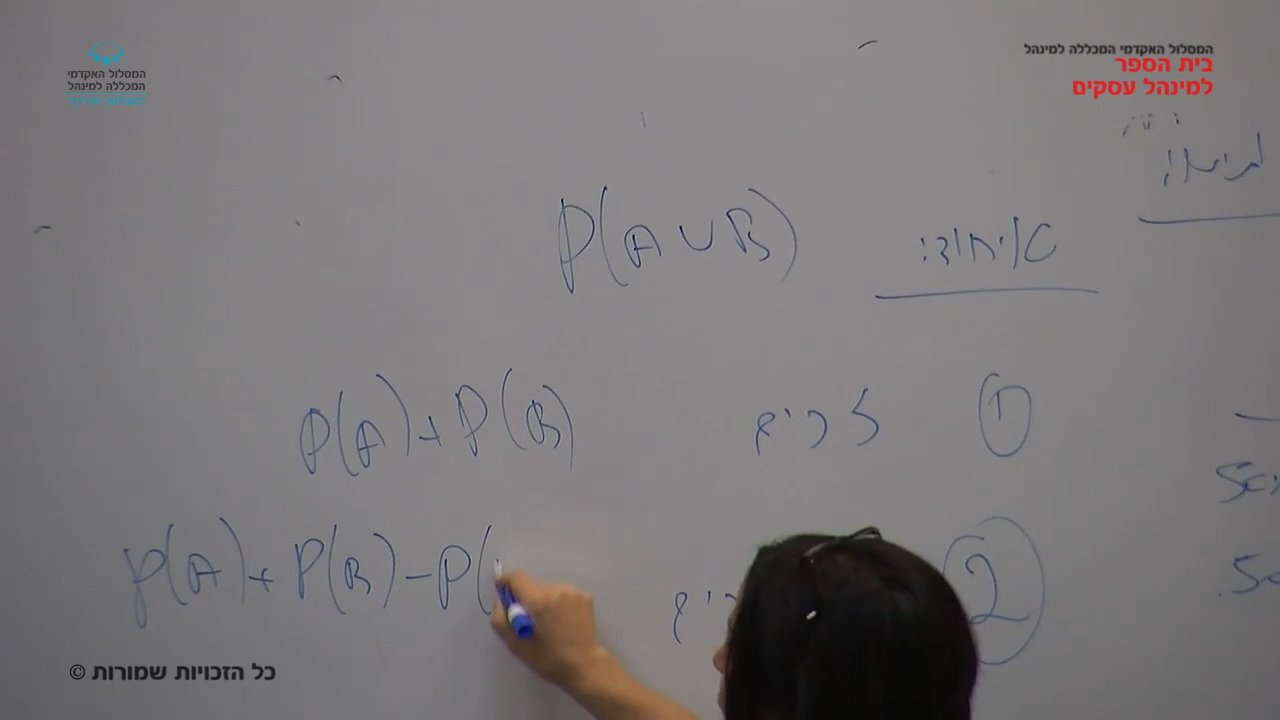 המסלול האקדמי המכללה למינהל
בית הספר
למינהל עסקים
המסלול האקדמי
המכללה למינהל
איחוד: P(A∪B)
① זרים P(A)+P(B)
② P(A)+P(B)-P(
כל הזכויות שמורות ©